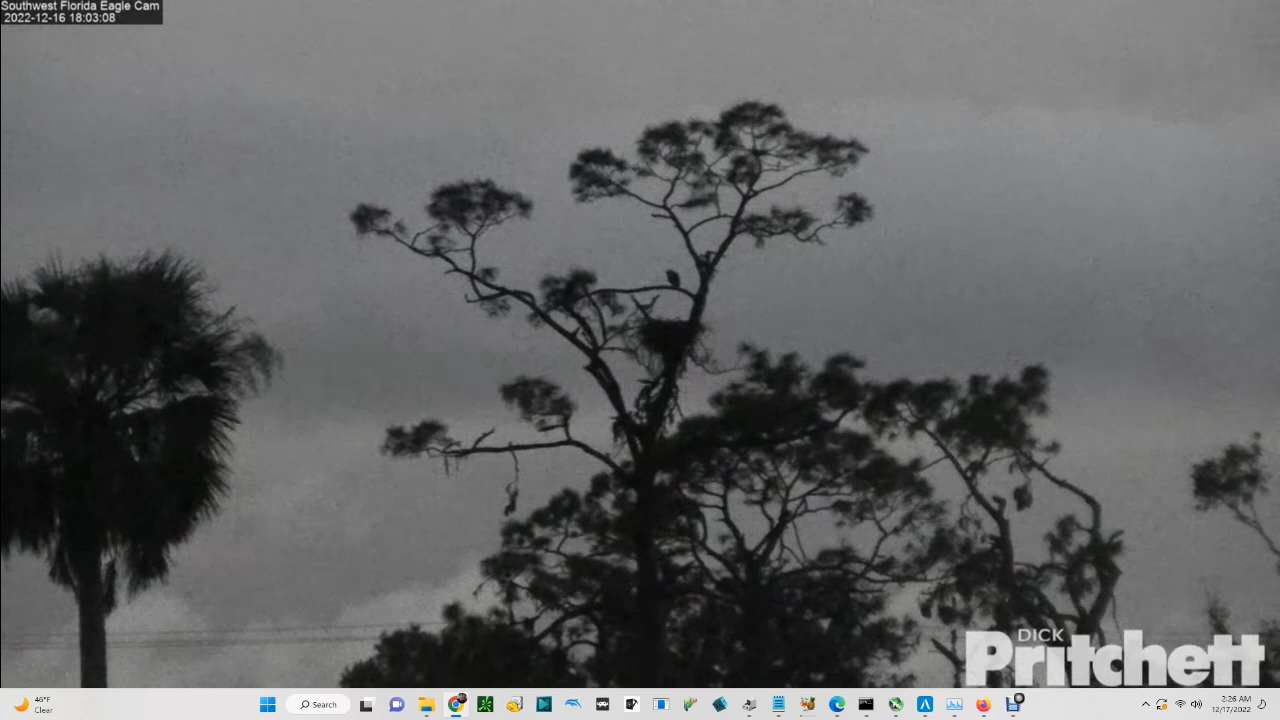 Southwest Florida Eagle Cam
2022-12-16 18:03:08
DICK
Pritchett
46°F
Clear
Search
2:26 AM
12/17/2022